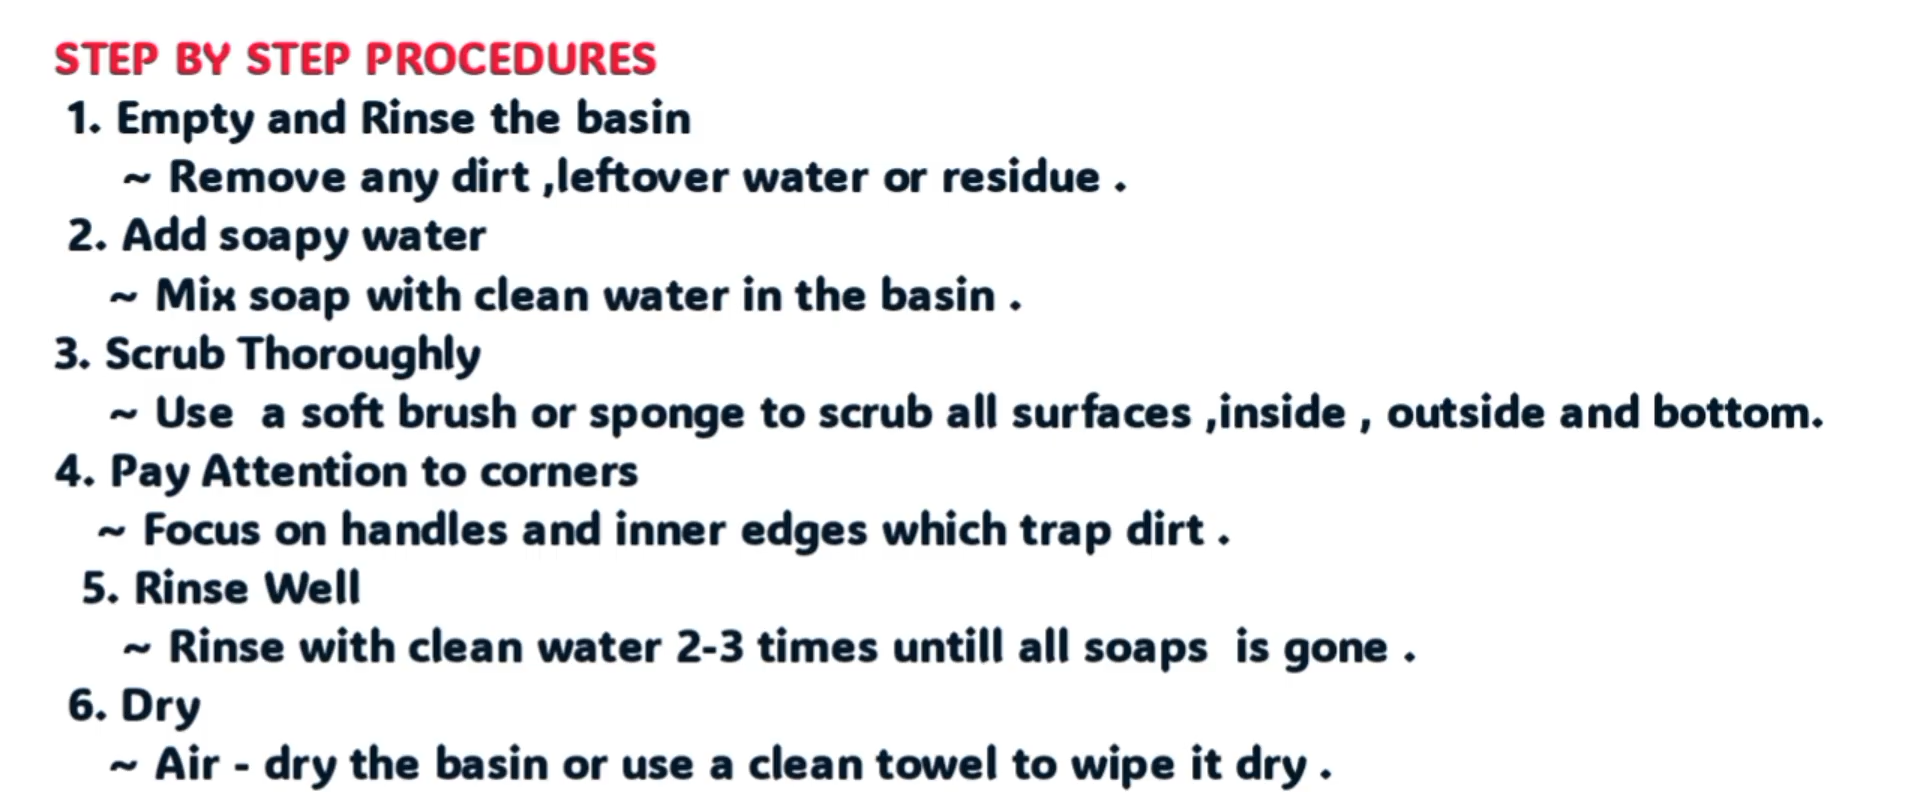 STEP BY STEP PROCEDURES
1. Empty and Rinse the basin
~ Remove any dirt ,leftover water or residue .
2. Add soapy water
~ Mix soap with clean water in the basin .
3. Scrub Thoroughly
~ Use  a soft brush or sponge to scrub all surfaces ,inside , outside and bottom.
4. Pay Attention to corners
~ Focus on handles and inner edges which trap dirt .
5. Rinse Well
~ Rinse with clean water 2-3 times untill all soaps  is gone .
6. Dry
~ Air - dry the basin or use a clean towel to wipe it dry .